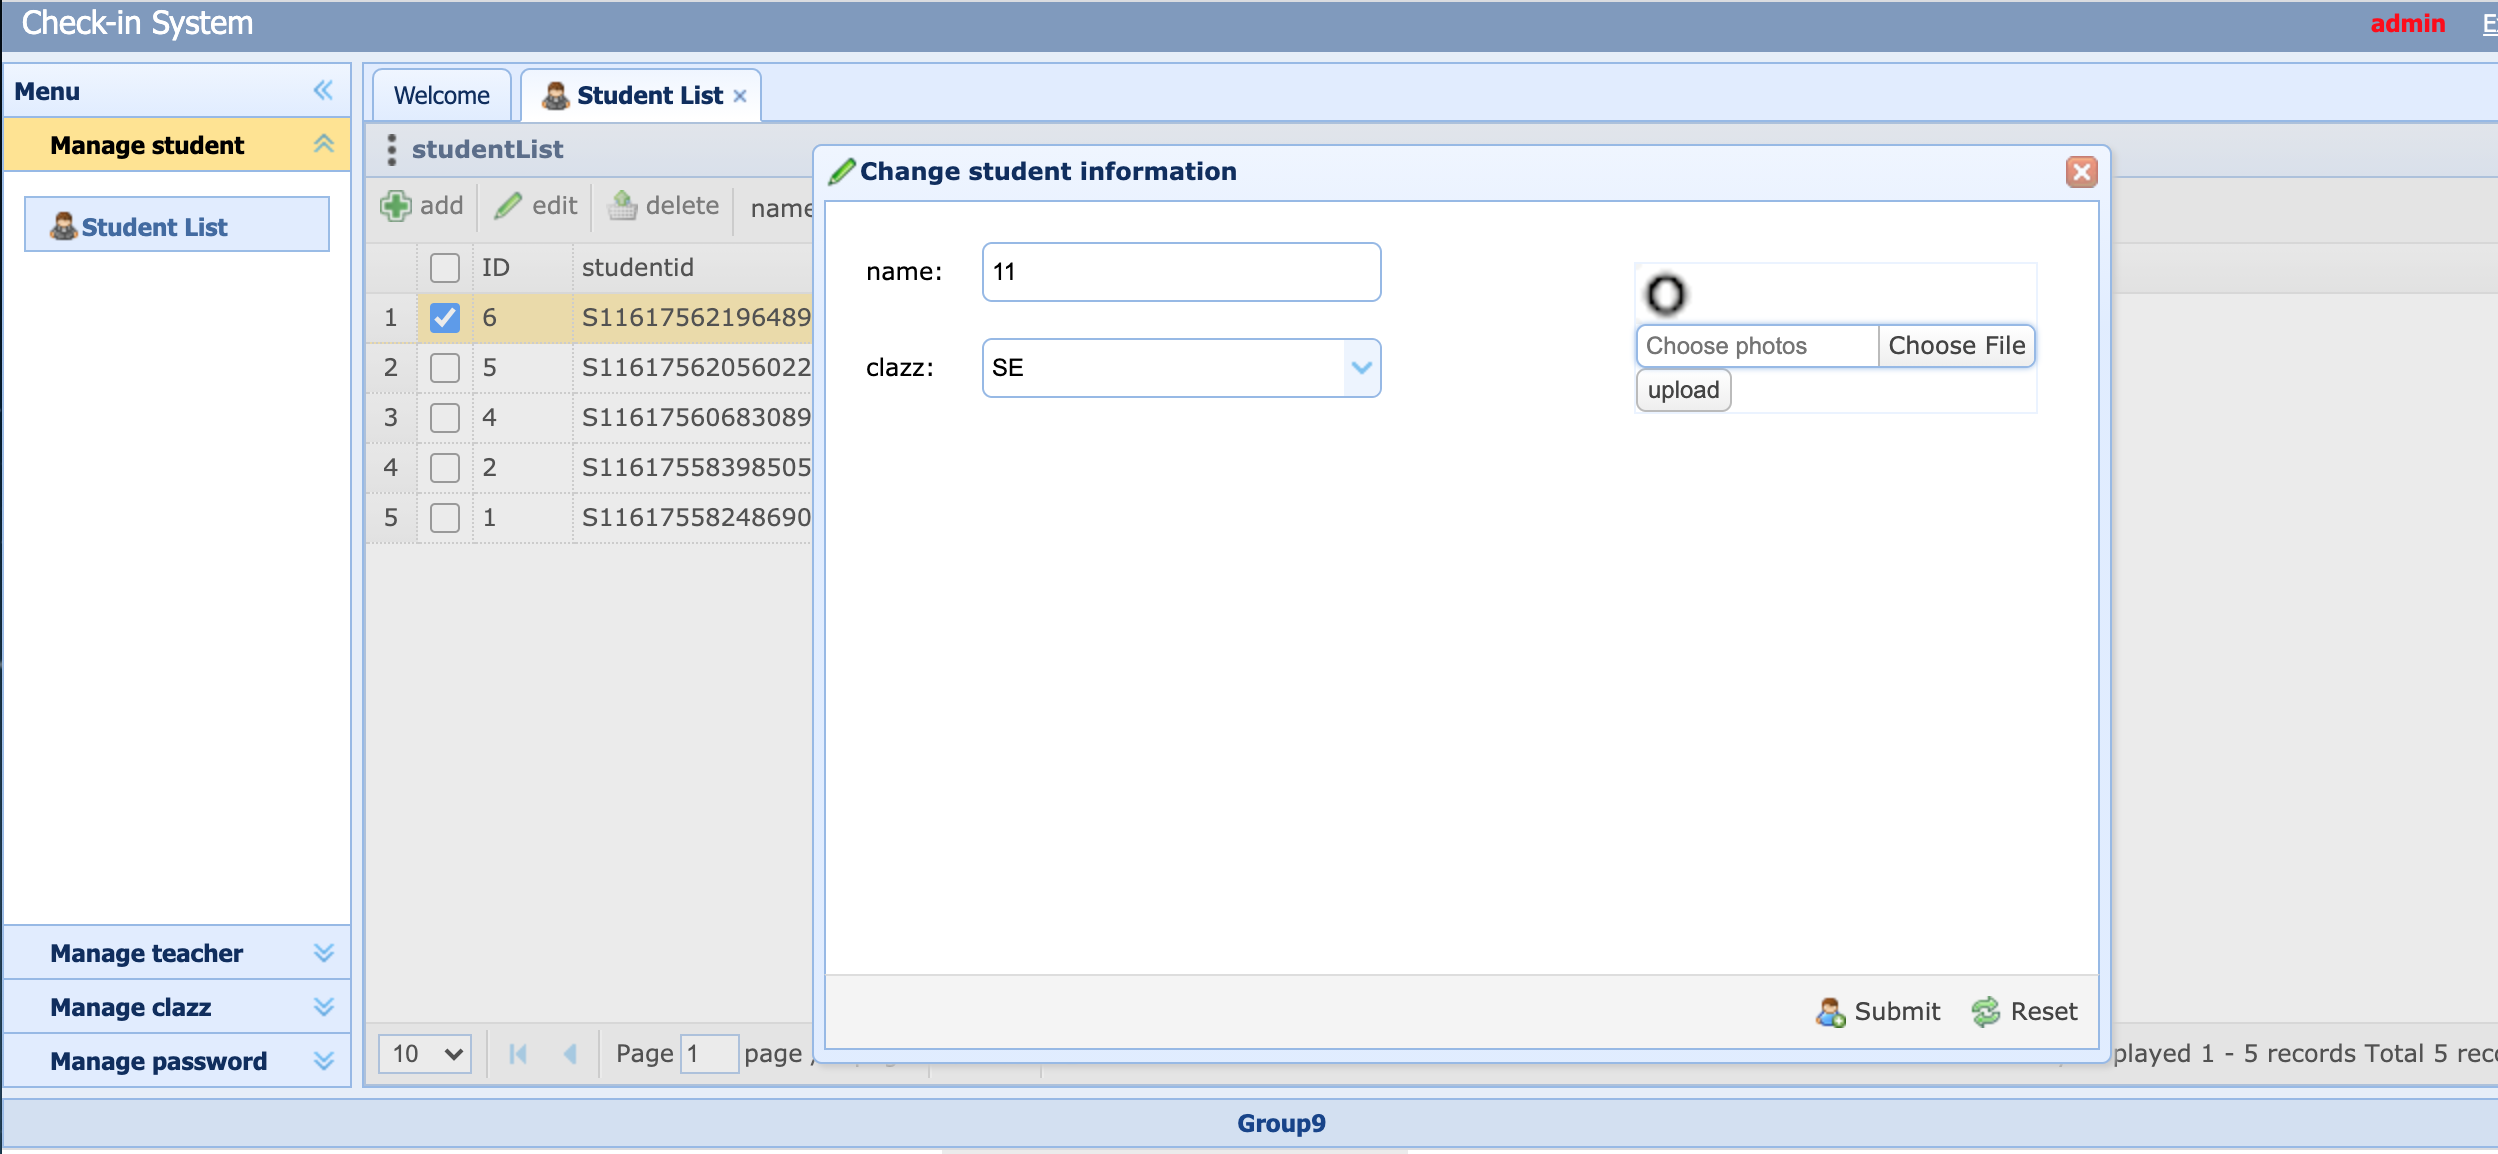 Check-in System
admin
Menu
Manage student
Student List
Manage teacher
Manage clazz
Manage password
Welcome
Student List
studentList
add edit delete name
ID studentid
1 6 S11617562196489
2 5 S11617562056022
3 4 S11617560683089
4 2 S11617558398505
5 1 S11617558248690
10 Page 1 page
played 1 - 5 records Total 5
Change student information
name: 11
clazz: SE
O
Choose photos Choose File
upload
Submit Reset
Group9